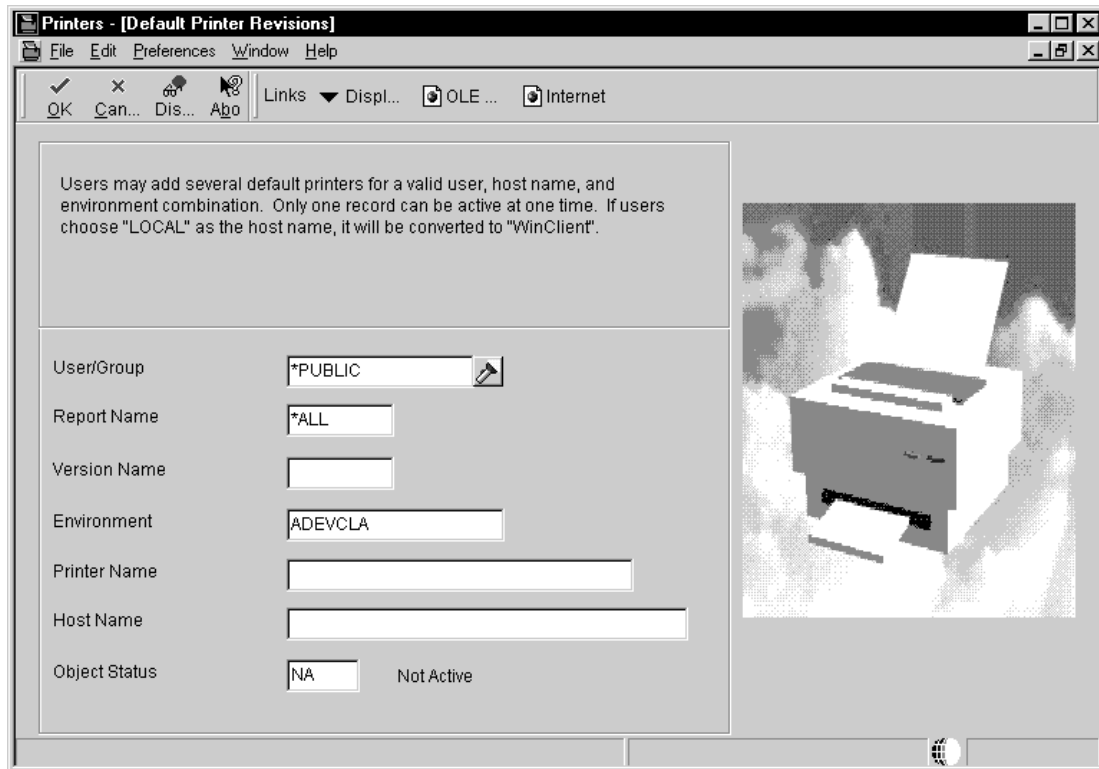 Printers - [Default Printer Revisions]
File Edit Preferences Window Help
OK Can... Dis... Abo Links Displ... OLE ... Internet
Users may add several default printers for a valid user, host name, and
environment combination. Only one record can be active at one time. If users
choose "LOCAL" as the host name, it will be converted to "WinClient".
User/Group *PUBLIC
Report Name *ALL
Version Name
Environment ADEVCLA
Printer Name
Host Name
Object Status NA Not Active